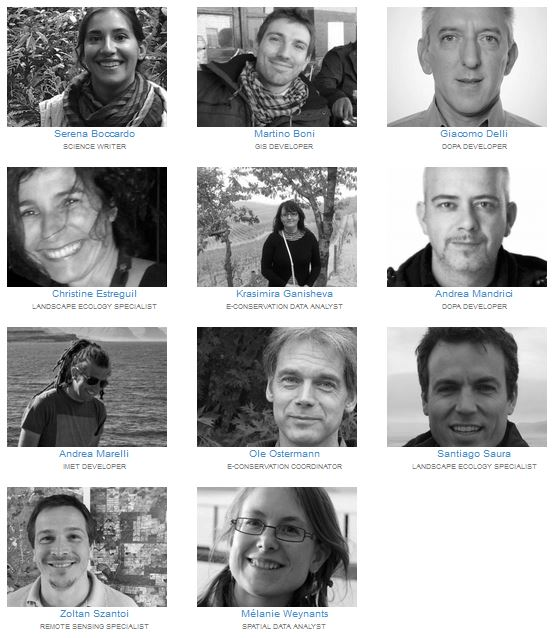 Serena Boccardo
SCIENCE WRITER
Martino Boni
GIS DEVELOPER
Giacomo Delli
DOPA DEVELOPER
Christine Estreguil
LANDSCAPE ECOLOGY SPECIALIST
Krasimira Ganisheva
E-CONSERVATION DATA ANALYST
Andrea Mandrici
DOPA DEVELOPER
Andrea Marelli
IMET DEVELOPER
Ole Ostermann
E-CONSERVATION COORDINATOR
Santiago Saura
LANDSCAPE ECOLOGY SPECIALIST
Zoltan Szantoi
REMOTE SENSING SPECIALIST
Mélanie Weynants
SPATIAL DATA ANALYST